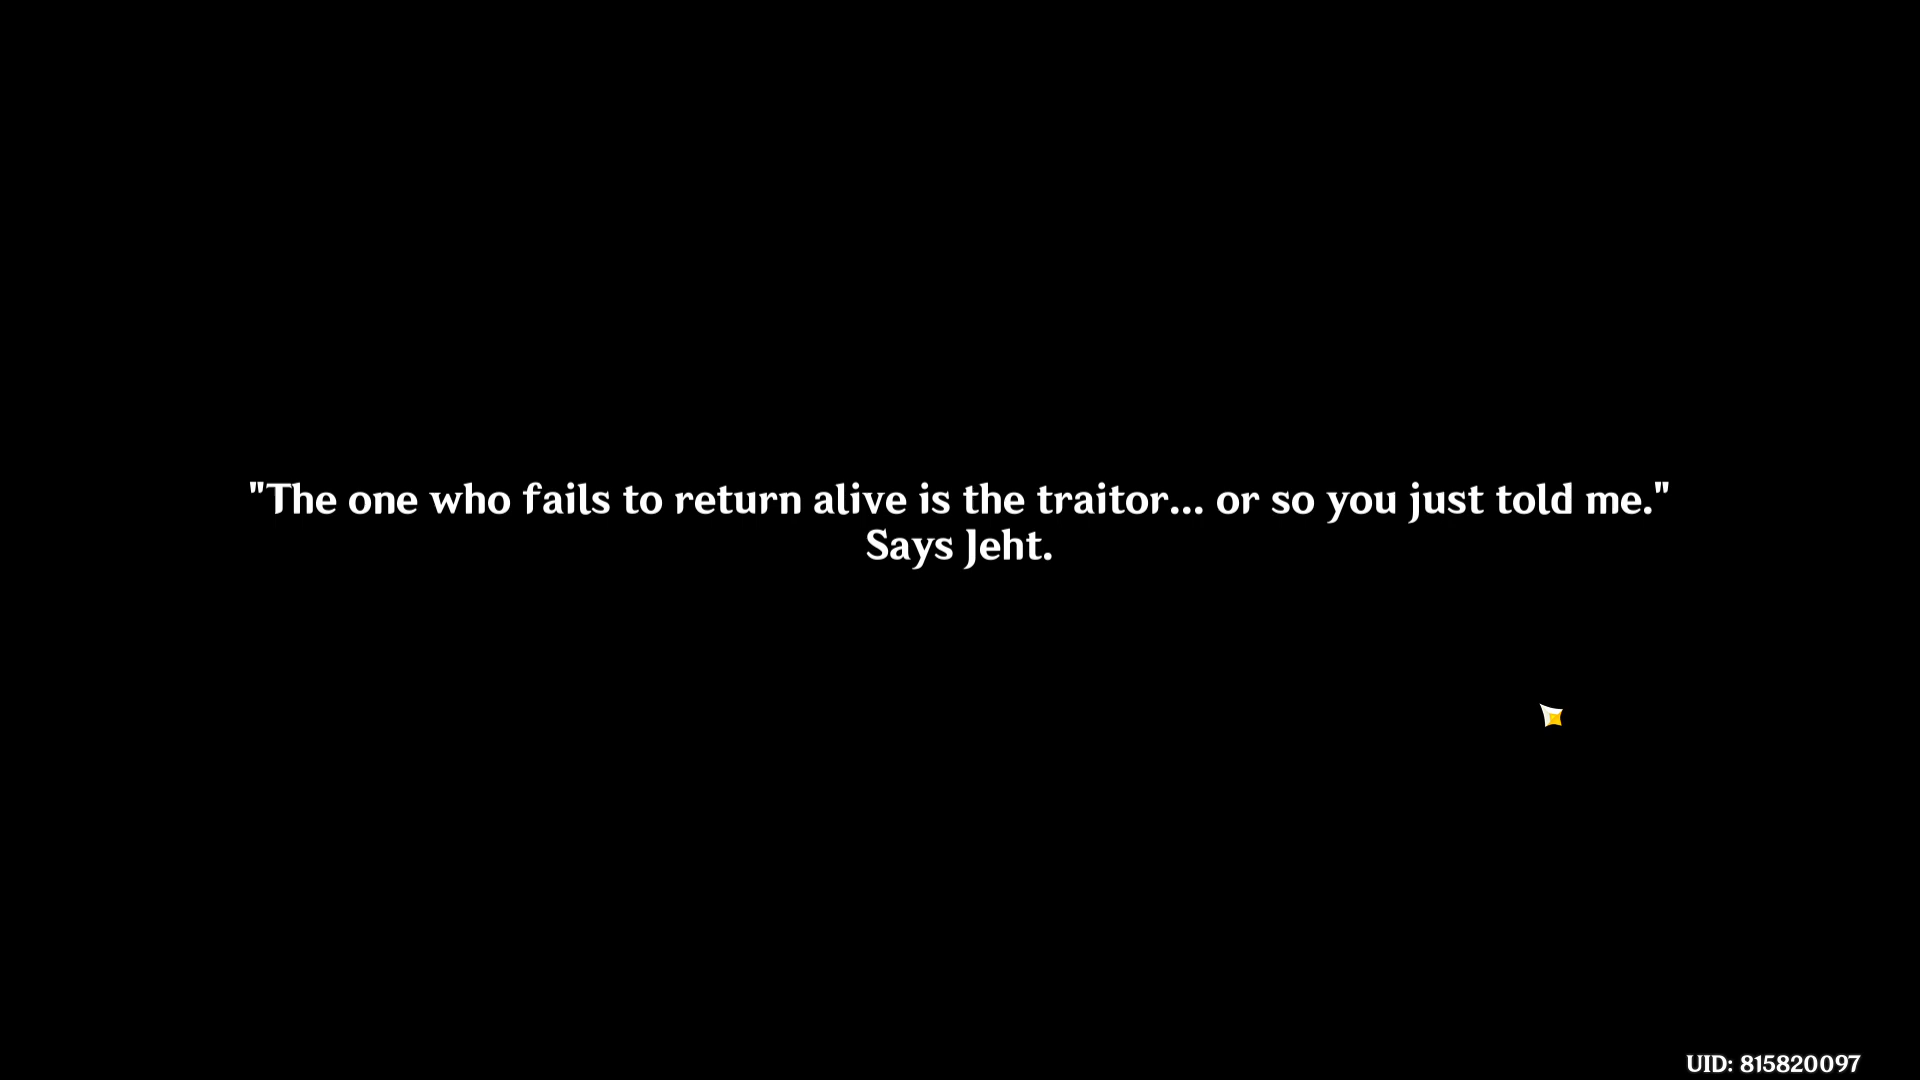 "The one who fails to return alive is the traitor... or so you just told me."
Says Jeht.
UID: 815820097